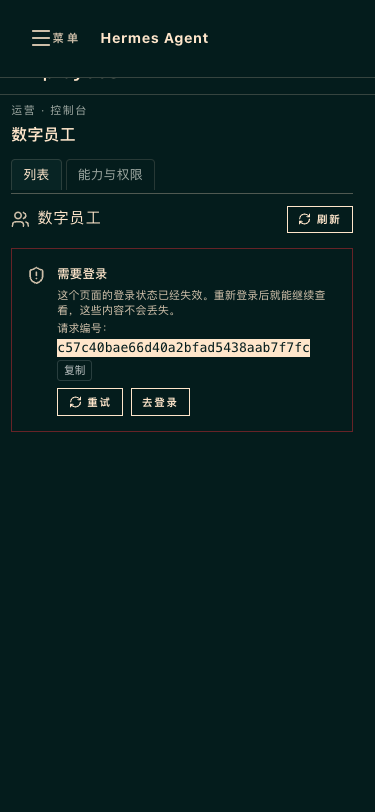 菜单
Hermes Agent
运营 · 控制台
数字员工
列表
能力与权限
数字员工
刷新
需要登录
这个页面的登录状态已经失效。重新登录后就能继续查
看，这些内容不会丢失。
请求编号：
c57c40bae66d40a2bfad5438aab7f7fc
复制
重试
去登录